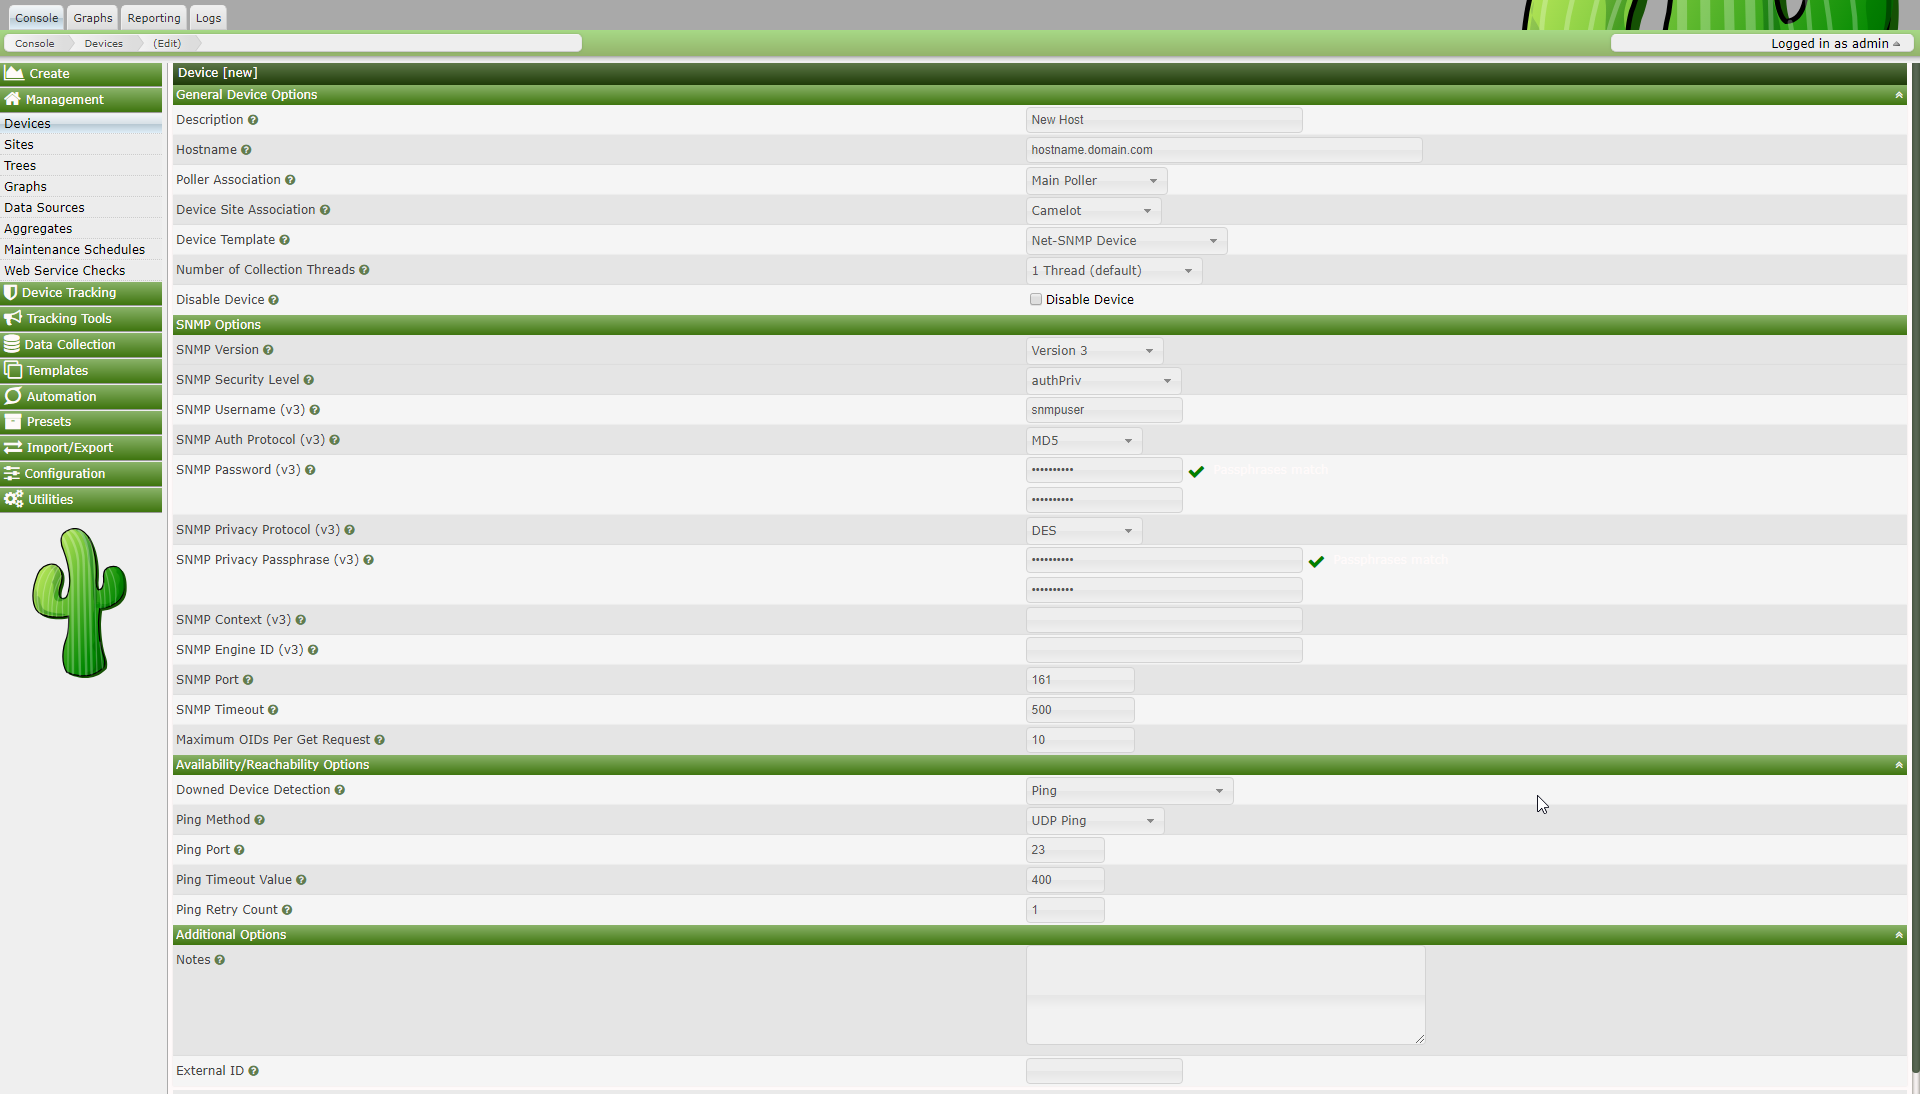 Console Graphs Reporting Logs
Console Devices (Edit)
Logged in as admin
Create
Management
Devices
Sites
Trees
Graphs
Data Sources
Aggregates
Maintenance Schedules
Web Service Checks
Device Tracking
Tracking Tools
Data Collection
Templates
Automation
Presets
Import/Export
Configuration
Utilities
Device [new]
General Device Options
Description New Host
Hostname hostname.domain.com
Poller Association Main Poller
Device Site Association Camelot
Device Template Net-SNMP Device
Number of Collection Threads 1 Thread (default)
Disable Device Disable Device
SNMP Options
SNMP Version Version 3
SNMP Security Level authPriv
SNMP Username (v3) snmpuser
SNMP Auth Protocol (v3) MD5
SNMP Password (v3) •••••••••• Passphrases match
••••••••••
SNMP Privacy Protocol (v3) DES
SNMP Privacy Passphrase (v3) •••••••••• Passphrases match
••••••••••
SNMP Context (v3)
SNMP Engine ID (v3)
SNMP Port 161
SNMP Timeout 500
Maximum OIDs Per Get Request 10
Availability/Reachability Options
Downed Device Detection Ping
Ping Method UDP Ping
Ping Port 23
Ping Timeout Value 400
Ping Retry Count 1
Additional Options
Notes
External ID